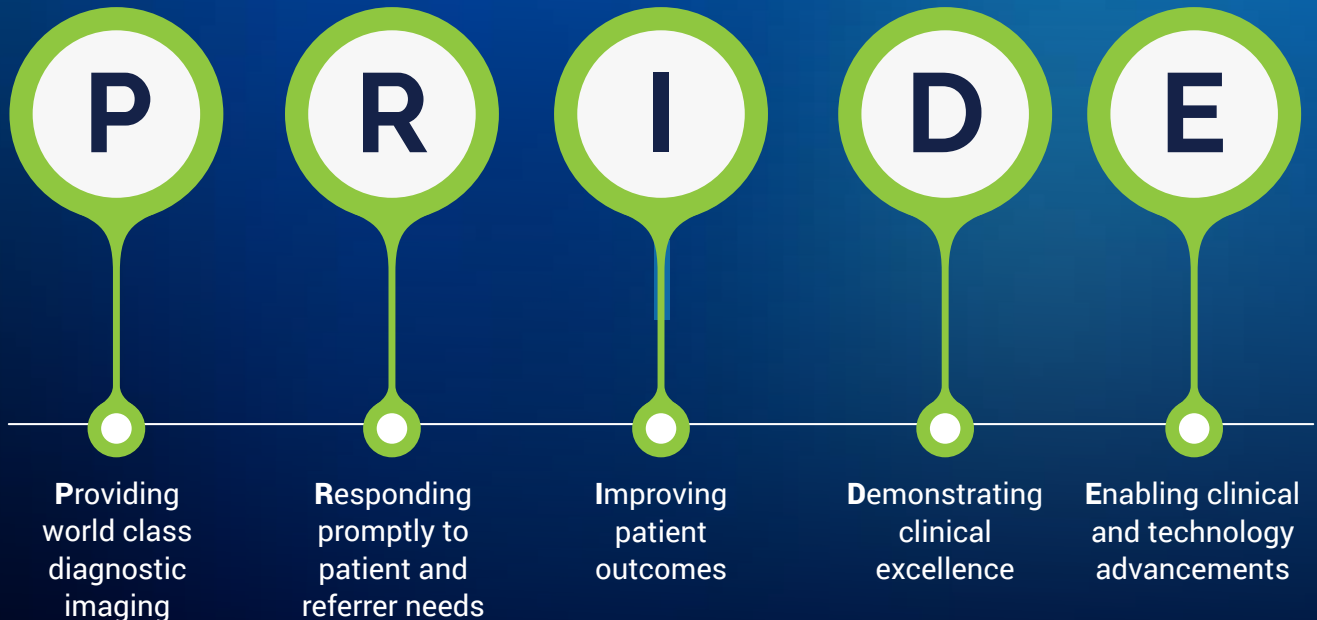 P
R
I
D
E
Providing
world class
diagnostic
imaging
Responding
promptly to
patient and
referrer needs
Improving
patient
outcomes
Demonstrating
clinical
excellence
Enabling clinical
and technology
advancements